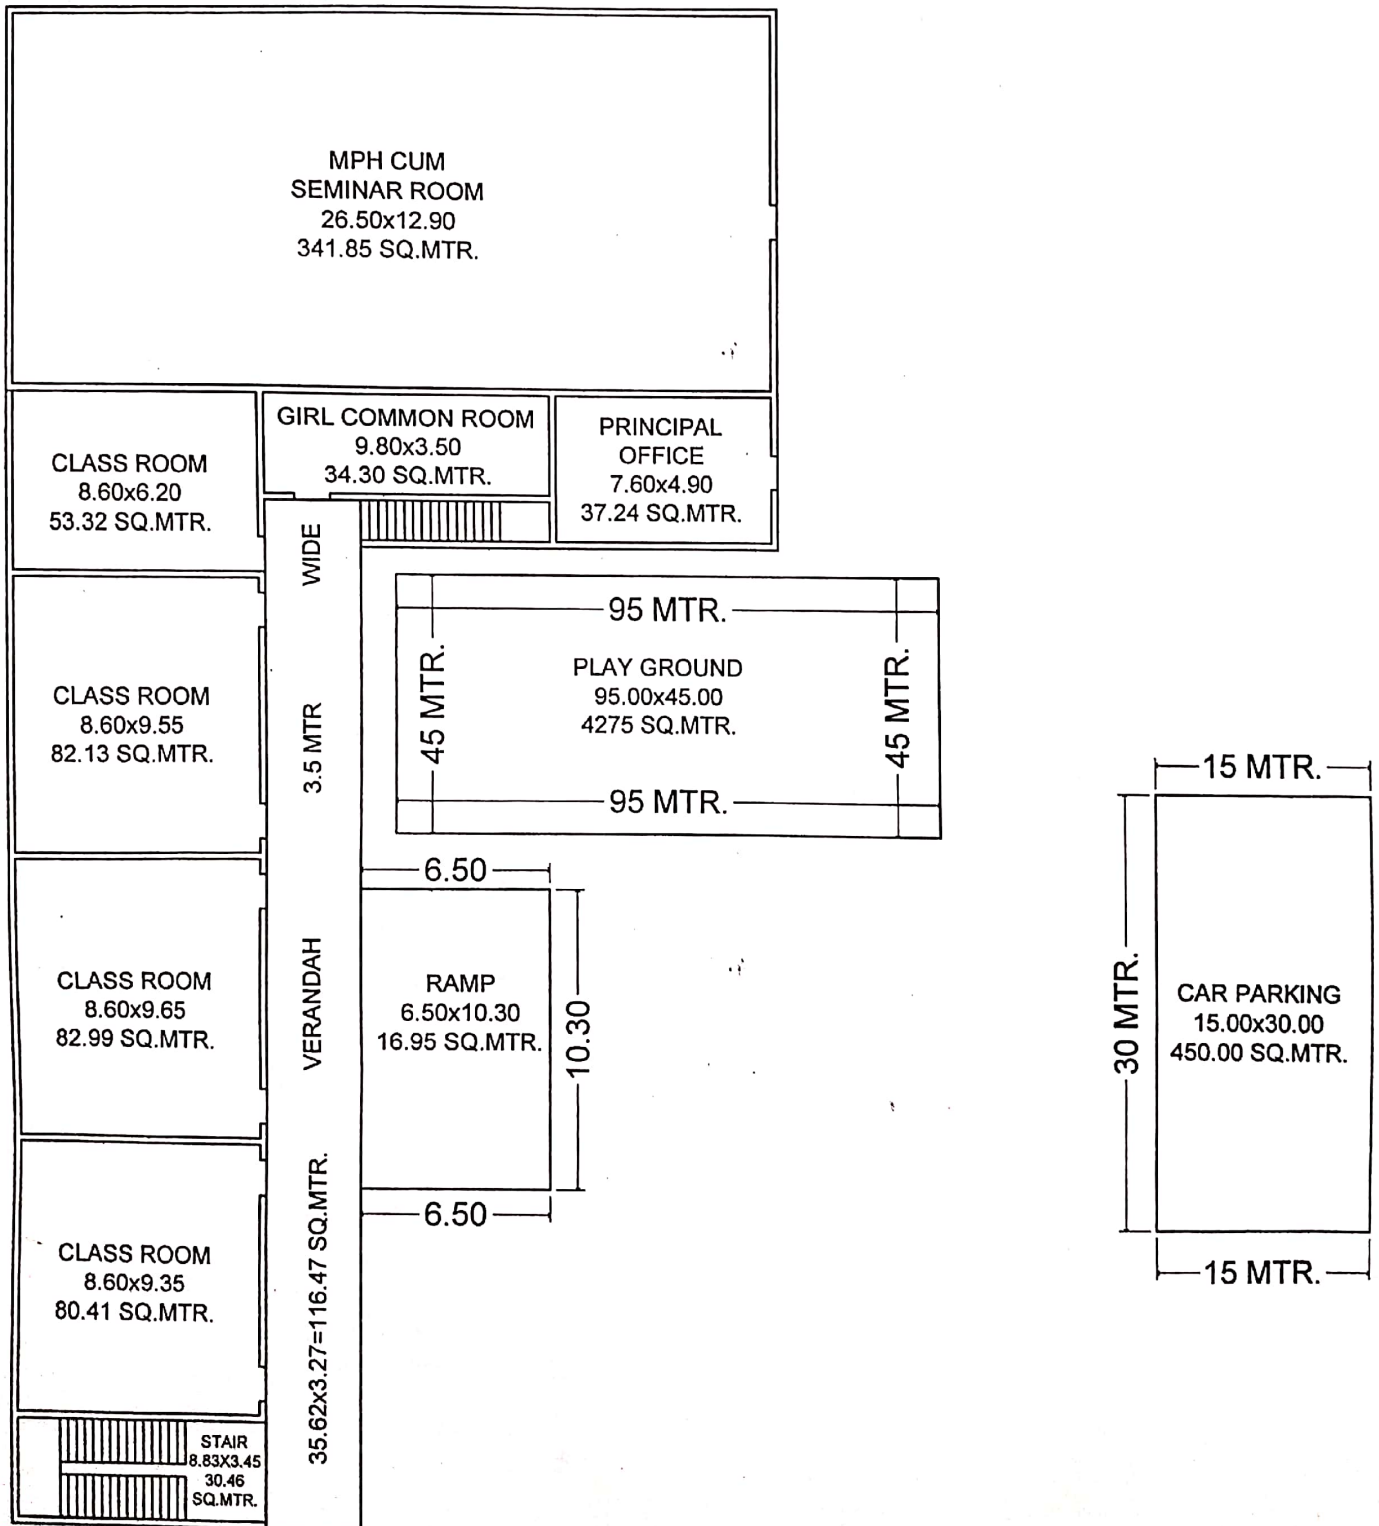 MPH CUM
SEMINAR ROOM
26.50x12.90
341.85 SQ.MTR.
CLASS ROOM
8.60x6.20
53.32 SQ.MTR.
GIRL COMMON ROOM
9.80x3.50
34.30 SQ.MTR.
PRINCIPAL
OFFICE
7.60x4.90
37.24 SQ.MTR.
CLASS ROOM
8.60x9.55
82.13 SQ.MTR.
35.62x3.27=116.47 SQ.MTR. VERANDAH 3.5 MTR WIDE
95 MTR.
45 MTR.
PLAY GROUND
95.00x45.00
4275 SQ.MTR.
45 MTR.
95 MTR.
CLASS ROOM
8.60x9.65
82.99 SQ.MTR.
6.50
RAMP
6.50x10.30
16.95 SQ.MTR.
10.30
6.50
15 MTR.
30 MTR.
CAR PARKING
15.00x30.00
450.00 SQ.MTR.
15 MTR.
CLASS ROOM
8.60x9.35
80.41 SQ.MTR.
STAIR
8.83X3.45
30.46
SQ.MTR.